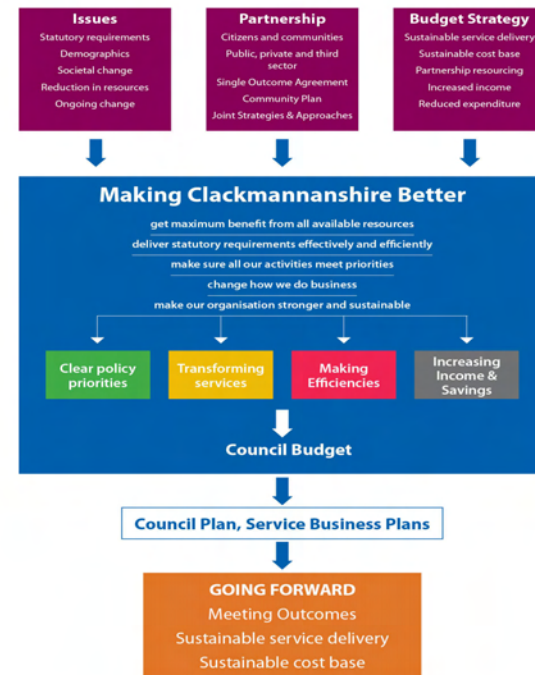 Issues
Statutory requirements
Demographics
Societal change
Reduction in resources
Ongoing change
Partnership
Citizens and communities
Public, private and third
sector
Single Outcome Agreement
Community Plan
Joint Strategies & Approaches
Budget Strategy
Sustainable service delivery
Sustainable cost base
Partnership resourcing
Increased income
Reduced expenditure
Making Clackmannanshire Better
get maximum benefit from all available resources
deliver statutory requirements effectively and efficiently
make sure all our activities meet priorities
change how we do business
make our organisation stronger and sustainable
Clear policy
priorities
Transforming
services
Making
Efficiencies
Increasing
Income &
Savings
Council Budget
Council Plan, Service Business Plans
GOING FORWARD
Meeting Outcomes
Sustainable service delivery
Sustainable cost base